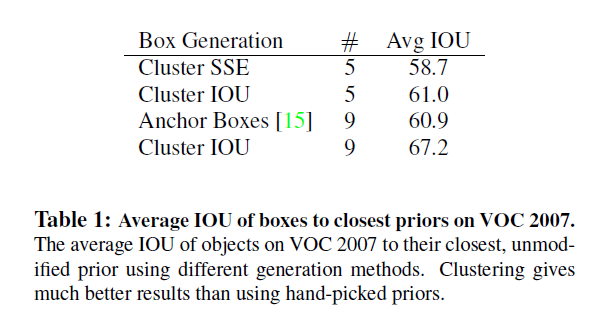 Box Generation # Avg IOU
Cluster SSE 5 58.7
Cluster IOU 5 61.0
Anchor Boxes [15] 9 60.9
Cluster IOU 9 67.2
Table 1: Average IOU of boxes to closest priors on VOC 2007.
The average IOU of objects on VOC 2007 to their closest, unmod-
ified prior using different generation methods. Clustering gives
much better results than using hand-picked priors.